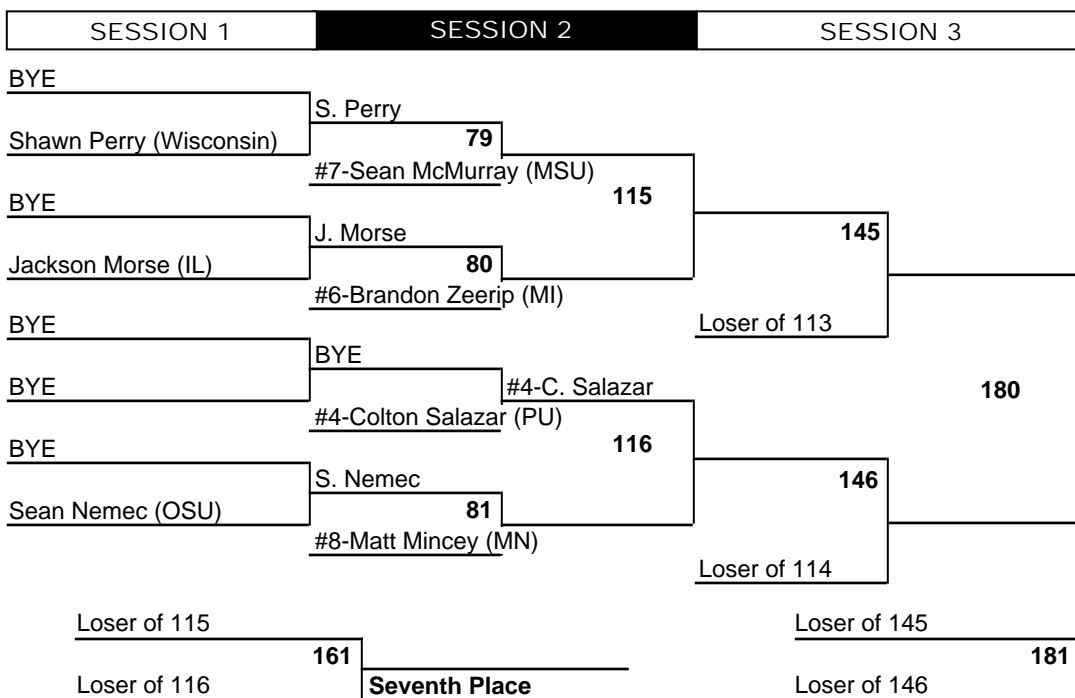 SESSION 1 SESSION 2 SESSION 3
BYE
S. Perry
Shawn Perry (Wisconsin) 79
#7-Sean McMurray (MSU)
115
BYE
J. Morse 145
Jackson Morse (IL) 80
#6-Brandon Zeerip (MI)
BYE Loser of 113
BYE
BYE #4-C. Salazar 180
#4-Colton Salazar (PU)
116
BYE
S. Nemec 146
Sean Nemec (OSU) 81
#8-Matt Mincey (MN)
Loser of 114
Loser of 115 Loser of 145
161 181
Loser of 116 Seventh Place Loser of 146